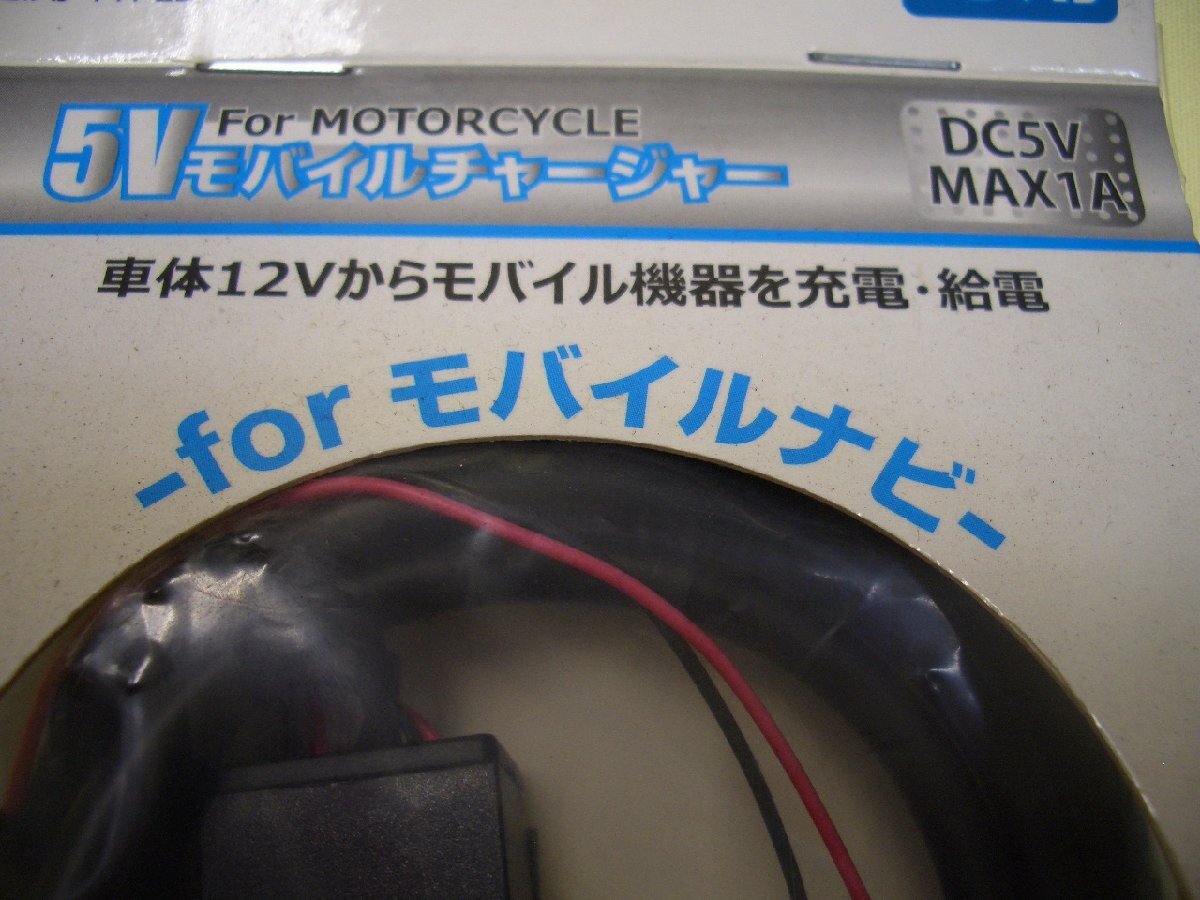 For MOTORCYCLE
5Vモバイルチャージャー
DC5V
MAX1A
車体12Vからモバイル機器を充電・給電
-for モバイルナビ-